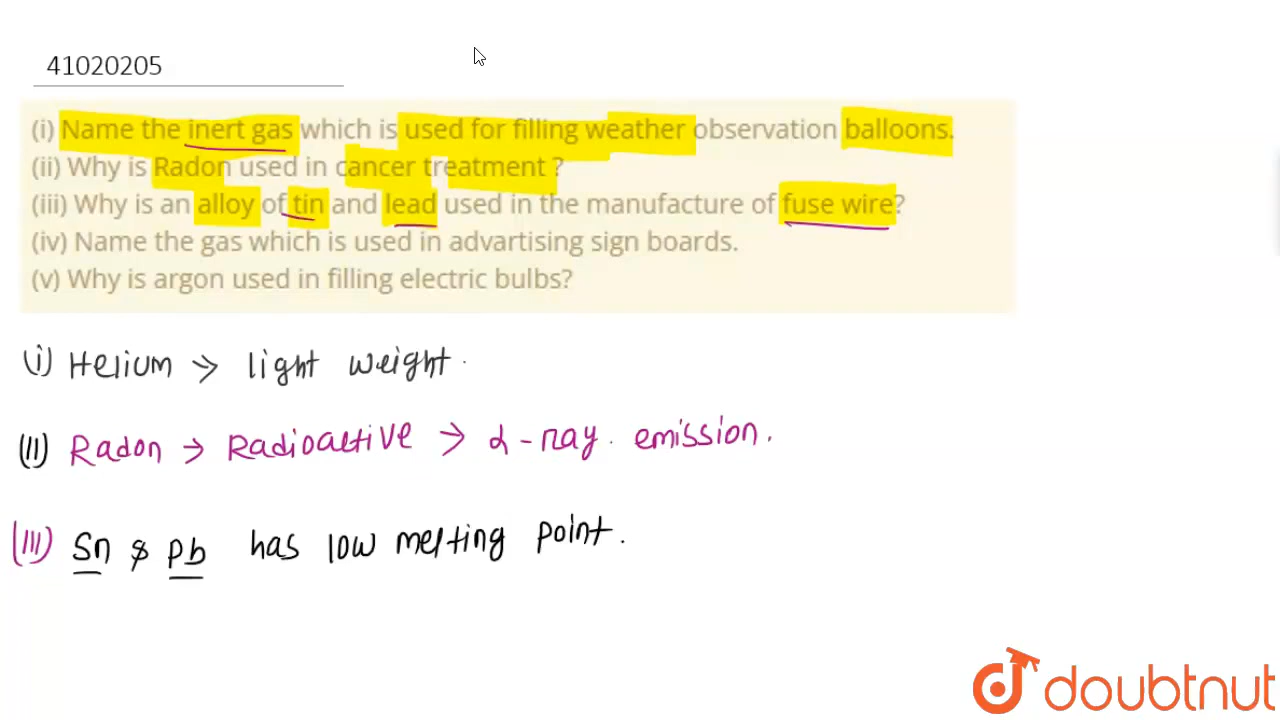 41020205
(i) Name the inert gas which is used for filling weather observation balloons.
(ii) Why is Radon used in cancer treatment ?
(iii) Why is an alloy of tin and lead used in the manufacture of fuse wire?
(iv) Name the gas which is used in advartising sign boards.
(v) Why is argon used in filling electric bulbs?
(i) Helium → light weight.
(II) Radon → Radioactive → α-ray. emission.
(III) Sn & Pb has low melting point.
doubtnut